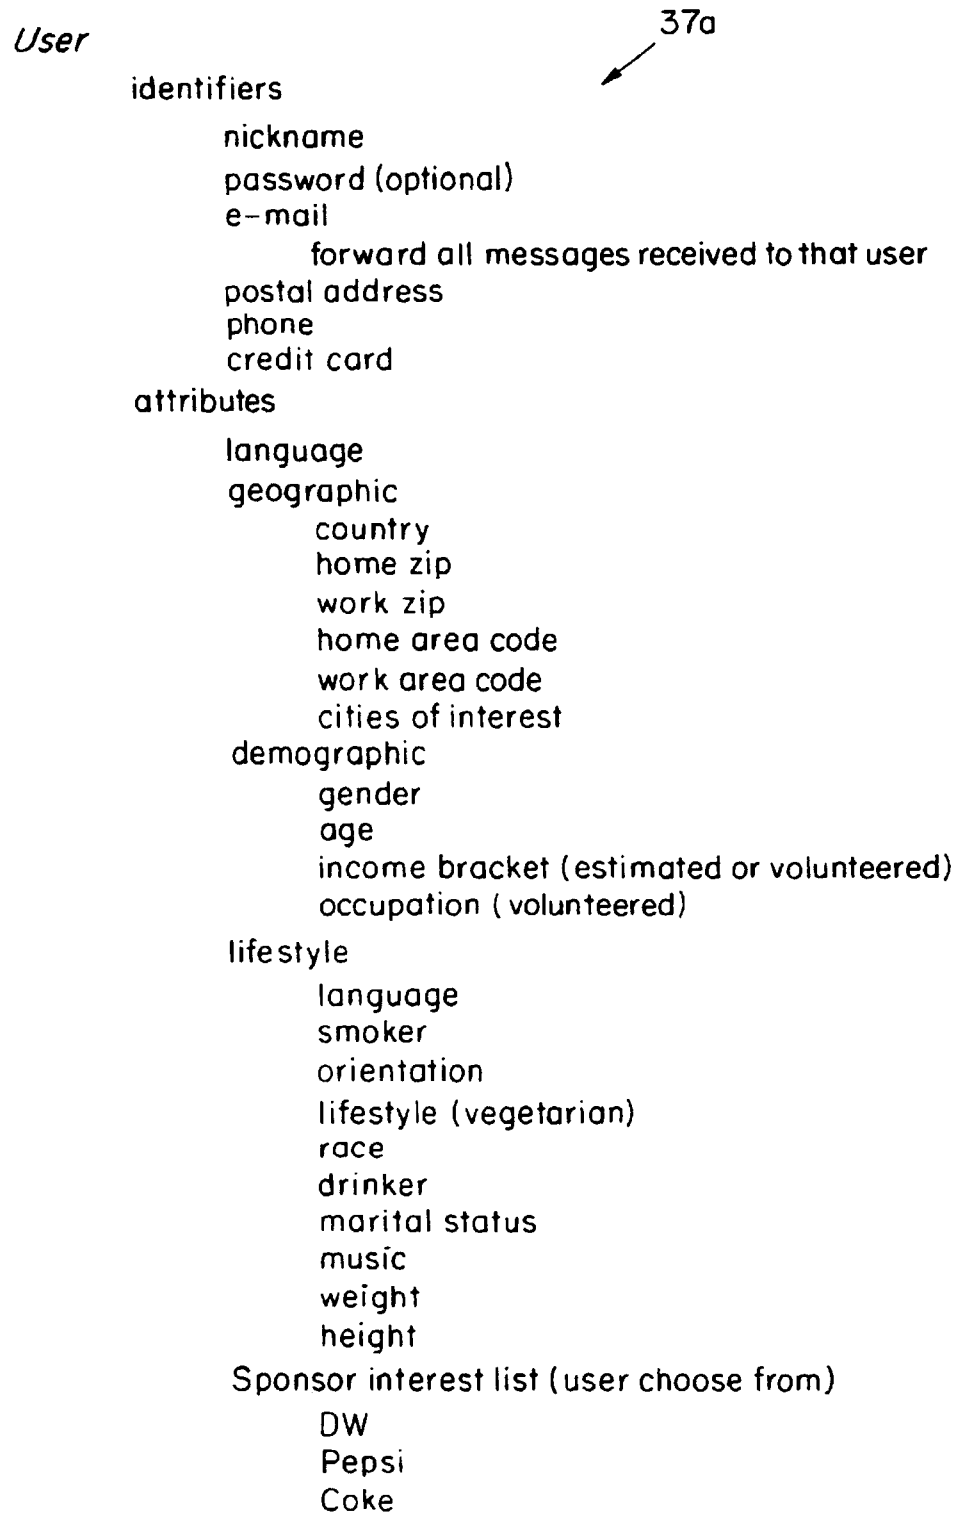 User
37a
identifiers
nickname
password (optional)
e-mail
forward all messages received to that user
postal address
phone
credit card
attributes
language
geographic
country
home zip
work zip
home area code
work area code
cities of interest
demographic
gender
age
income bracket (estimated or volunteered)
occupation (volunteered)
lifestyle
language
smoker
orientation
lifestyle (vegetarian)
race
drinker
marital status
music
weight
height
Sponsor interest list (user choose from)
DW
Pepsi
Coke